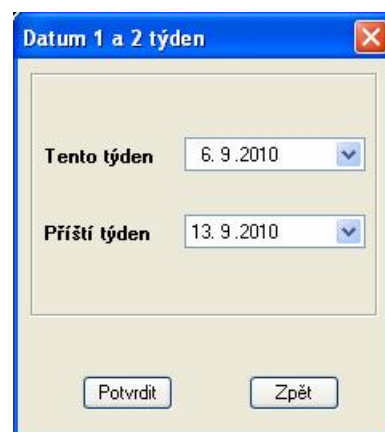 Datum 1 a 2 týden
Tento týden 6. 9 .2010
Příští týden 13. 9 .2010
Potvrdit Zpět